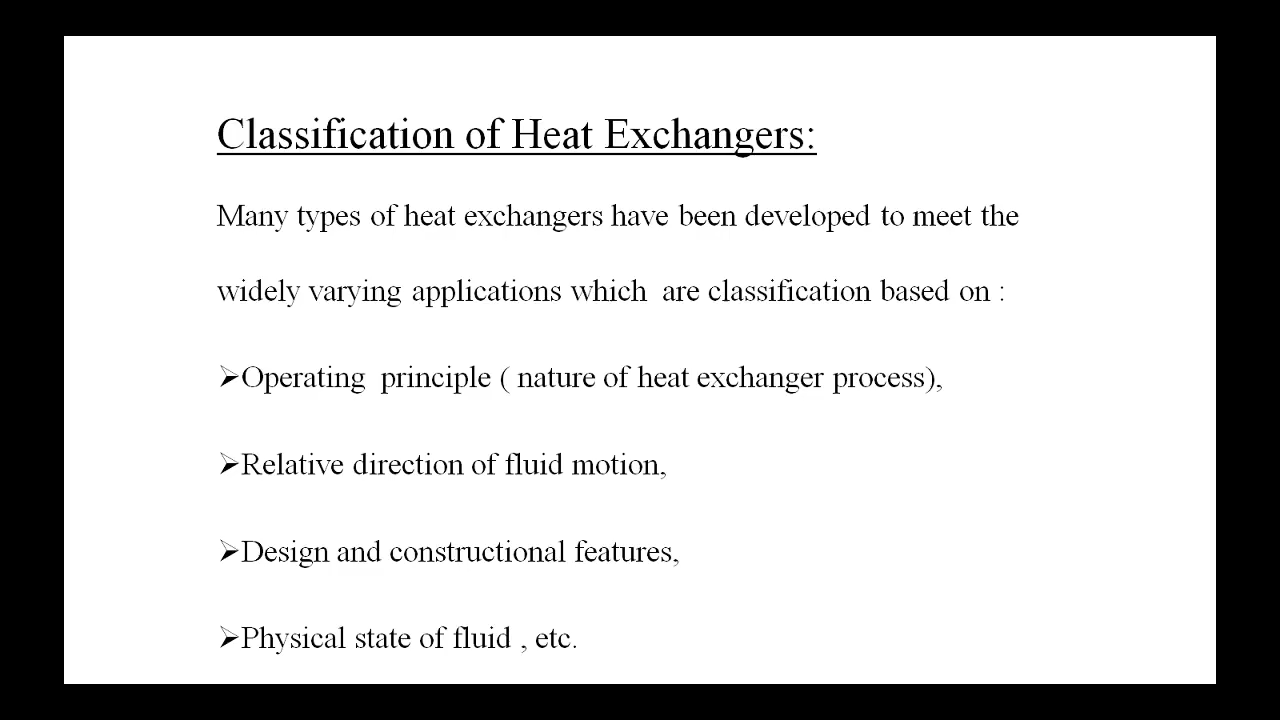 Classification of Heat Exchangers:
Many types of heat exchangers have been developed to meet the
widely varying applications which  are classification based on :
➢Operating  principle ( nature of heat exchanger process),
➢Relative direction of fluid motion,
➢Design and constructional features,
➢Physical state of fluid , etc.